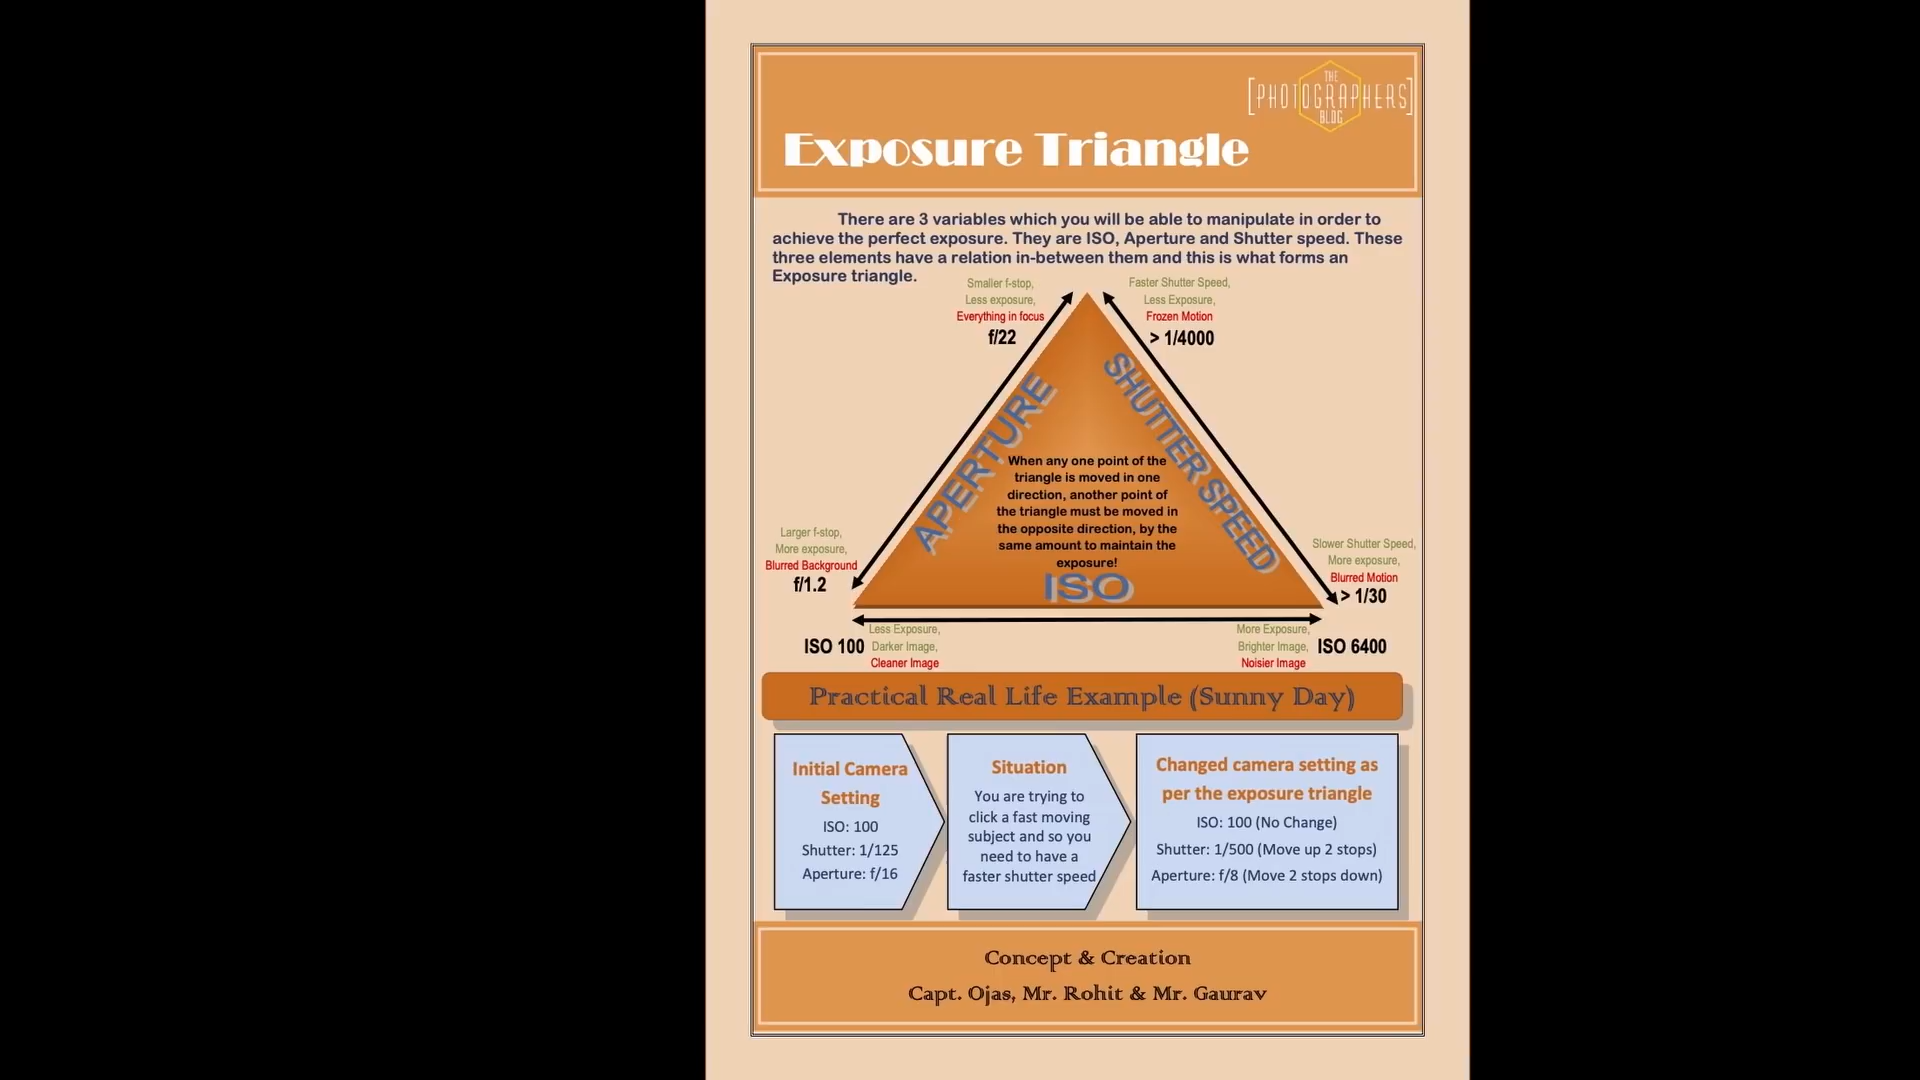 [PHOTOGRAPHERS]
THE
BLOG
Exposure Triangle
There are 3 variables which you will be able to manipulate in order to
achieve the perfect exposure. They are ISO, Aperture and Shutter speed. These
three elements have a relation in-between them and this is what forms an
Exposure triangle.
Smaller f-stop,
Less exposure,
Everything in focus
f/22
Faster Shutter Speed,
Less Exposure,
Frozen Motion
> 1/4000
APERTURE
SHUTTER SPEED
When any one point of the
triangle is moved in one
direction, another point of
the triangle must be moved in
the opposite direction, by the
same amount to maintain the
exposure!
ISO
Larger f-stop,
More exposure,
Blurred Background
f/1.2
Slower Shutter Speed,
More exposure,
Blurred Motion
> 1/30
ISO 100
Less Exposure,
Darker Image,
Cleaner Image
More Exposure,
Brighter Image,
Noisier Image
ISO 6400
Practical Real Life Example (Sunny Day)
Initial Camera
Setting
ISO: 100
Shutter: 1/125
Aperture: f/16
Situation
You are trying to
click a fast moving
subject and so you
need to have a
faster shutter speed
Changed camera setting as
per the exposure triangle
ISO: 100 (No Change)
Shutter: 1/500 (Move up 2 stops)
Aperture: f/8 (Move 2 stops down)
Concept & Creation
Capt. Ojas, Mr. Rohit & Mr. Gaurav